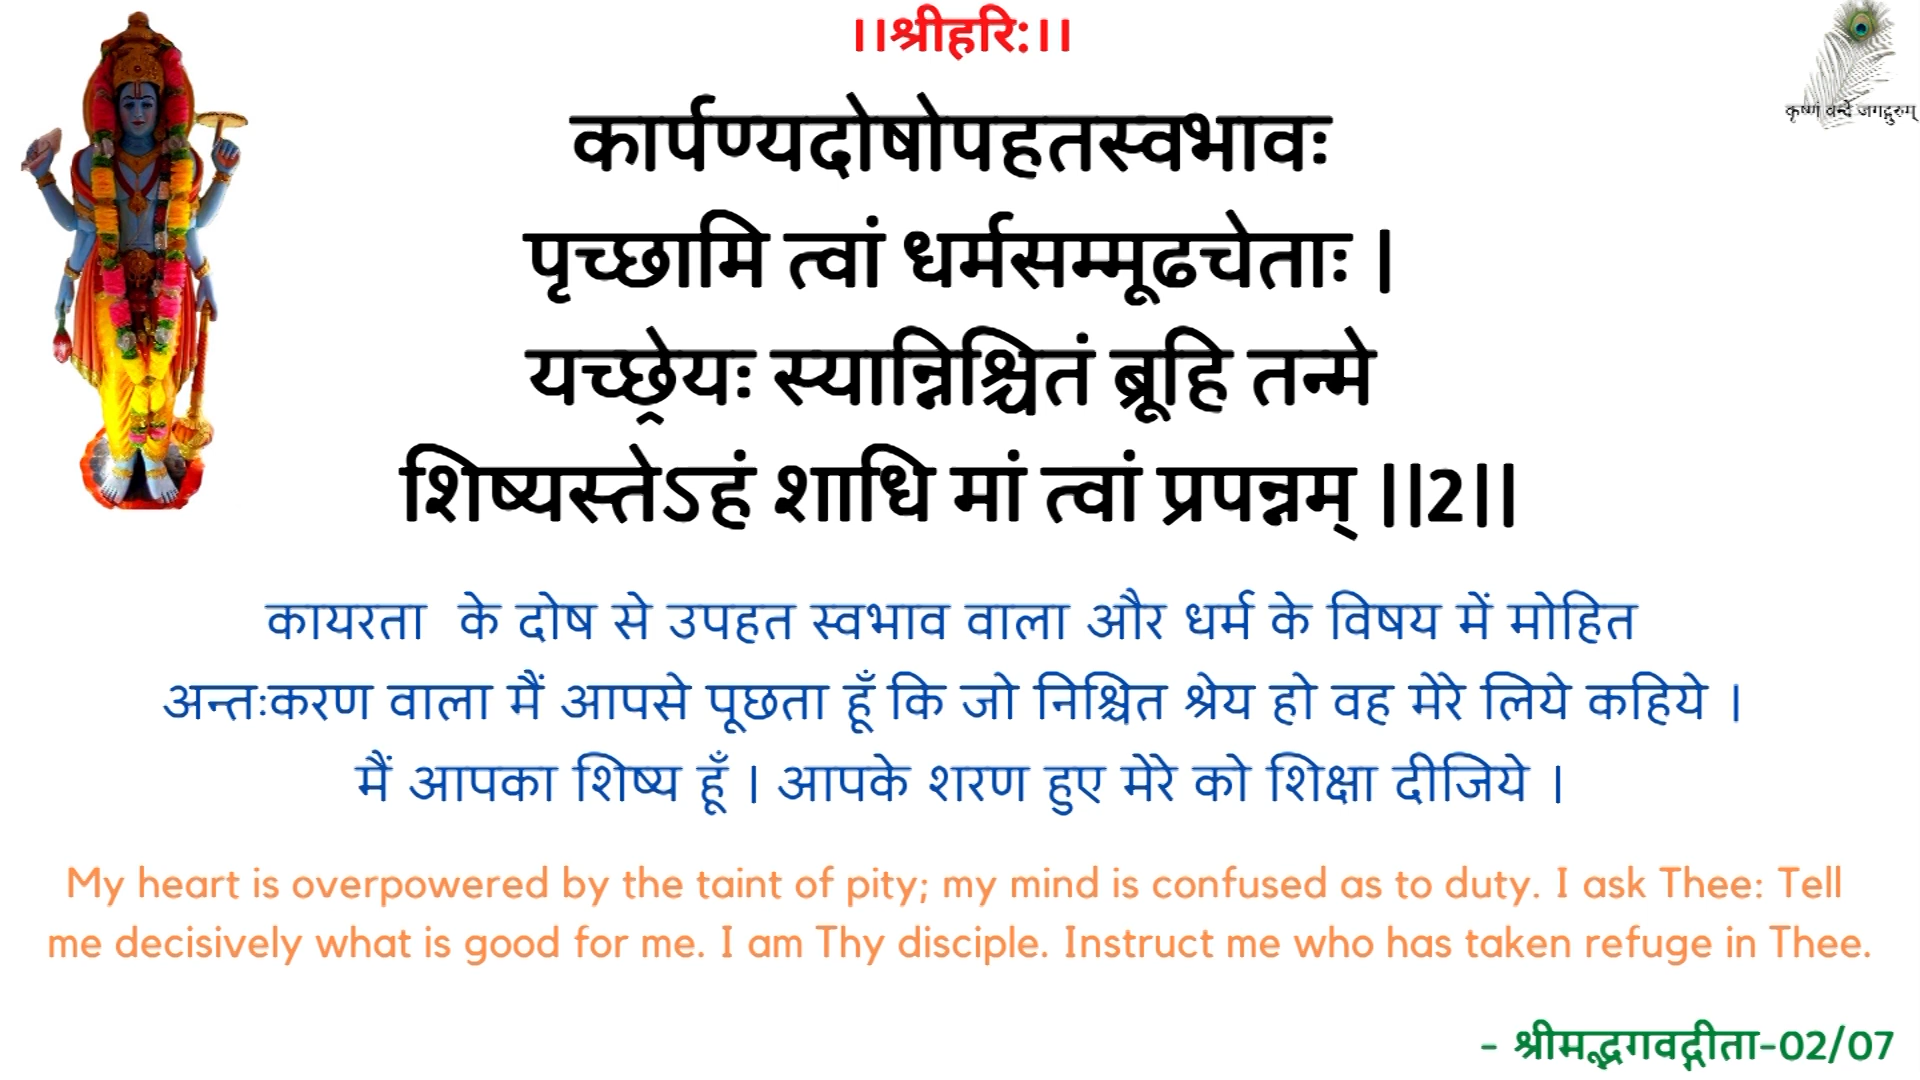 ।।श्रीहरि:।।
कृष्णं वन्दे जगद्गुरुम्
कार्पण्यदोषोपहतस्वभावः
पृच्छामि त्वां धर्मसम्मूढचेताः |
यच्छ्रेयः स्यान्निश्चितं ब्रूहि तन्मे
शिष्यस्तेऽहं शाधि मां त्वां प्रपन्नम् ||2||
कायरता के दोष से उपहत स्वभाव वाला और धर्म के विषय में मोहित
अन्तःकरण वाला मैं आपसे पूछता हूँ कि जो निश्चित श्रेय हो वह मेरे लिये कहिये ।
मैं आपका शिष्य हूँ । आपके शरण हुए मेरे को शिक्षा दीजिये ।
My heart is overpowered by the taint of pity; my mind is confused as to duty. I ask Thee: Tell
me decisively what is good for me. I am Thy disciple. Instruct me who has taken refuge in Thee.
- श्रीमद्भगवद्गीता-02/07